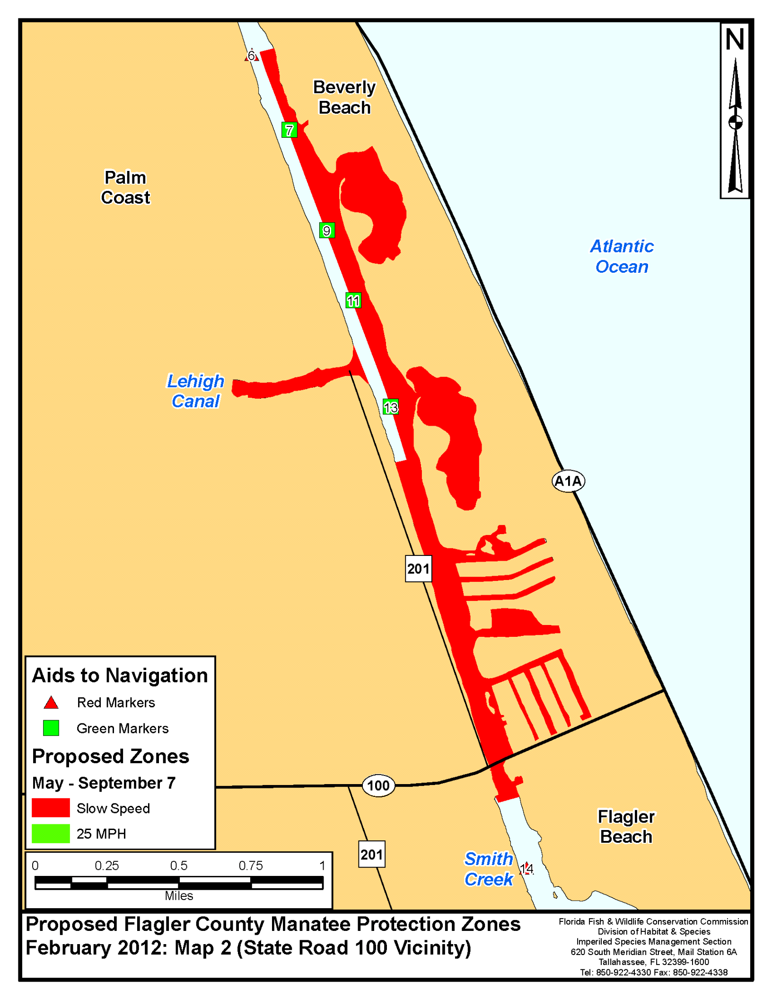 N
6
Beverly
Beach
7
Palm
Coast
9
Atlantic
Ocean
11
Lehigh
Canal
13
A1A
201
Aids to Navigation
Red Markers
Green Markers
Proposed Zones
May - September 7
Slow Speed
25 MPH
100
Flagler
Beach
201
Smith
Creek
14
0 0.25 0.5 0.75 1
Miles
Proposed Flagler County Manatee Protection Zones
February 2012: Map 2 (State Road 100 Vicinity)
Florida Fish & Wildlife Conservation Commission
Division of Habitat & Species
Imperiled Species Management Section
620 South Meridian Street, Mail Station 6A
Tallahassee, FL 32399-1600
Tel: 850-922-4330 Fax: 850-922-4338